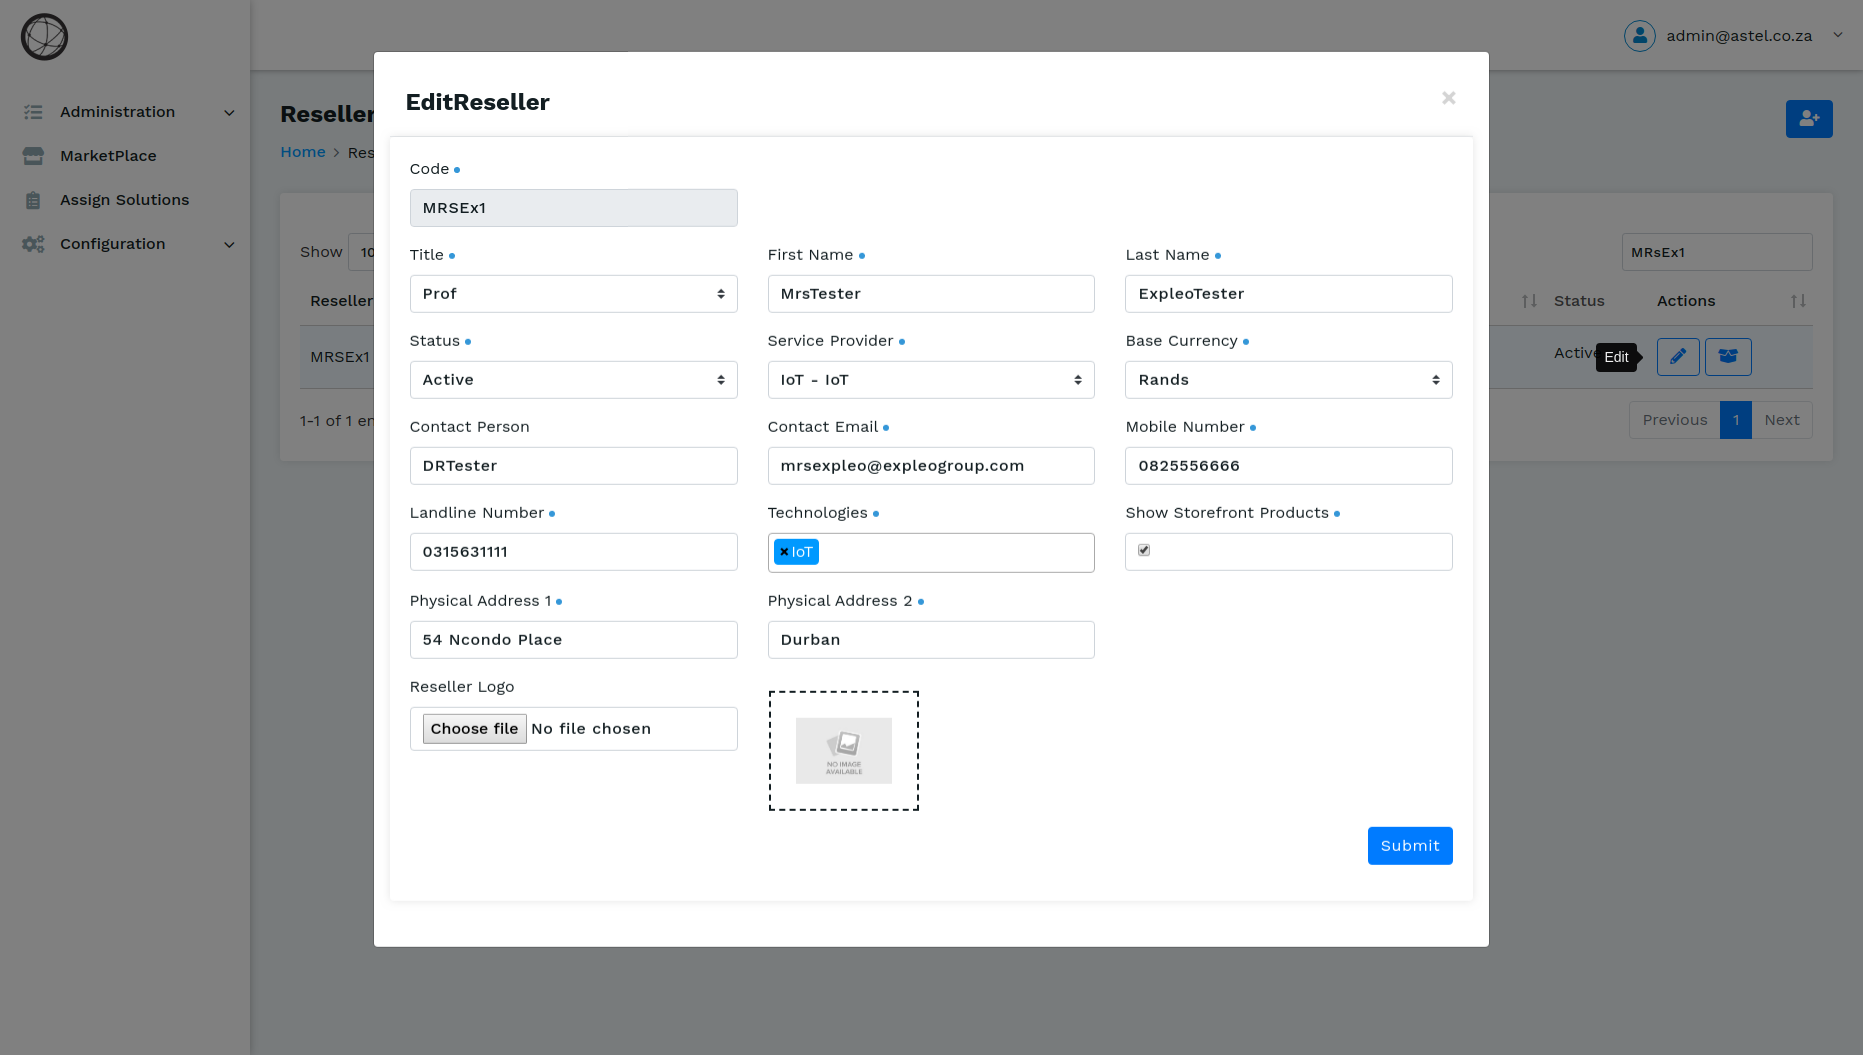 admin@astel.co.za
Administration
MarketPlace
Assign Solutions
Configuration
Reseller
Home > Res
Show 10
MRsEx1
Reseller
Status
Actions
MRSEx1
Active
Edit
1-1 of 1 en
Previous 1 Next
EditReseller
×
Code
MRSEx1
Title
First Name
Last Name
Prof
MrsTester
ExpleoTester
Status
Service Provider
Base Currency
Active
IoT - IoT
Rands
Contact Person
Contact Email
Mobile Number
DRTester
mrsexpleo@expleogroup.com
0825556666
Landline Number
Technologies
Show Storefront Products
0315631111
×IoT
Physical Address 1
Physical Address 2
54 Ncondo Place
Durban
Reseller Logo
Choose file No file chosen
NO IMAGE
AVAILABLE
Submit